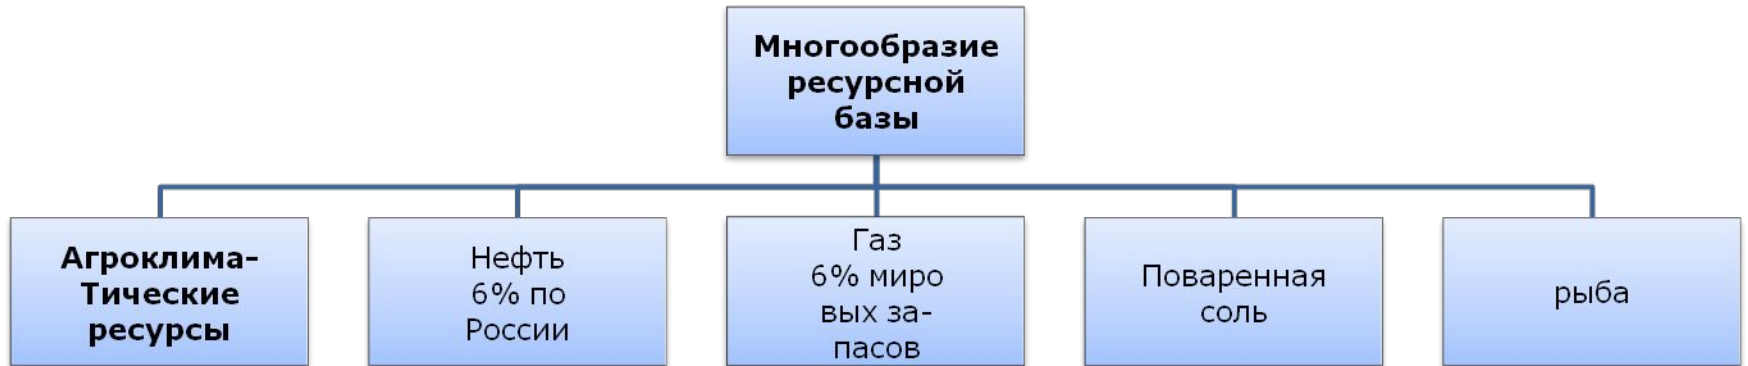 Многообразие
ресурсной
базы
Агроклима-
Тические
ресурсы
Нефть
6% по
России
Газ
6% миро
вых за-
пасов
Поваренная
соль
рыба